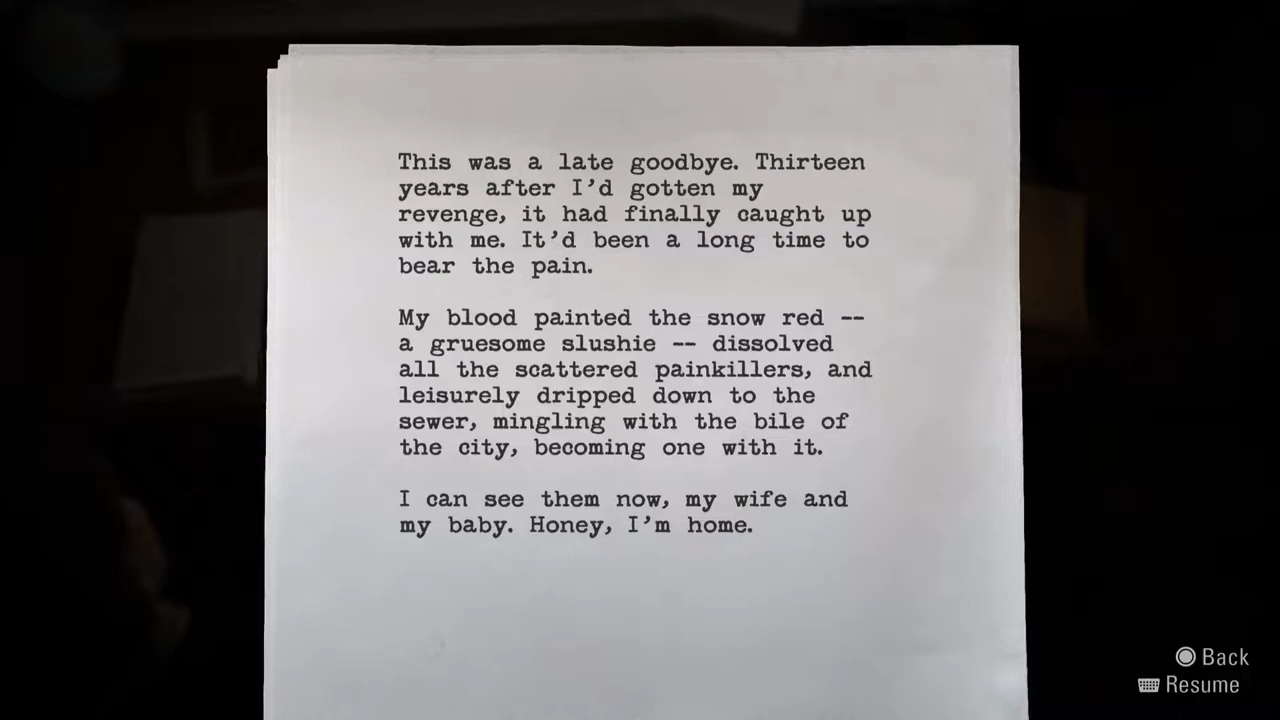 This was a late goodbye. Thirteen
years after I’d gotten my
revenge, it had finally caught up
with me. It’d been a long time to
bear the pain.
My blood painted the snow red --
a gruesome slushie -- dissolved
all the scattered painkillers, and
leisurely dripped down to the
sewer, mingling with the bile of
the city, becoming one with it.
I can see them now, my wife and
my baby. Honey, I’m home.
Back
Resume